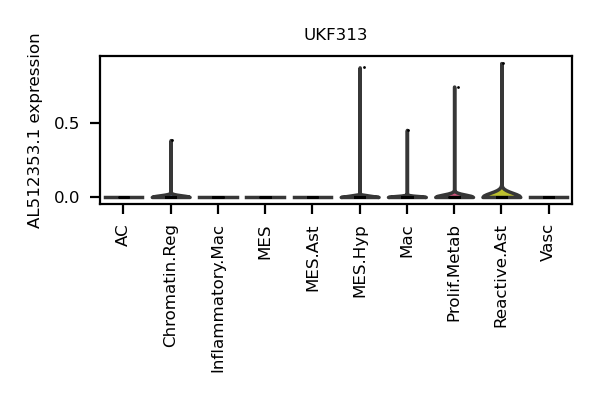 UKF313
AL512353.1 expression
0.5
0.0
AC
Chromatin.Reg
Inflammatory.Mac
MES
MES.Ast
MES.Hyp
Mac
Prolif.Metab
Reactive.Ast
Vasc